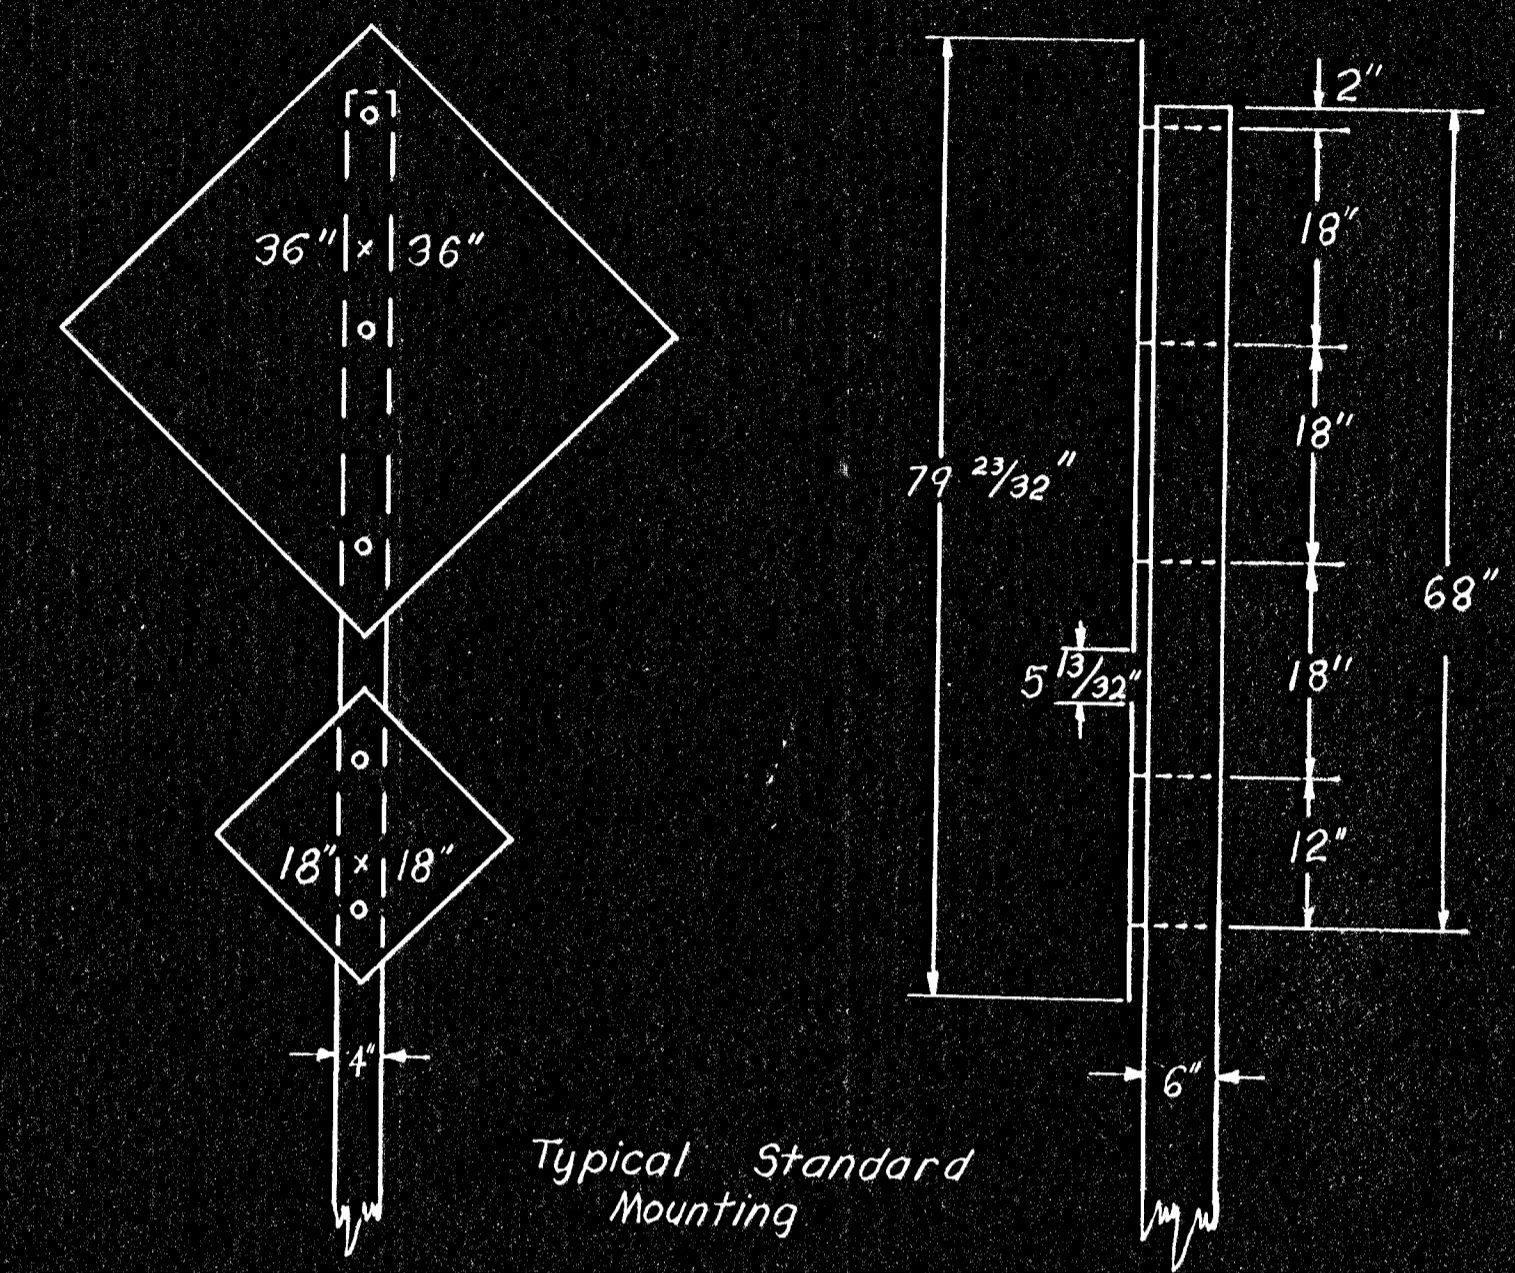 36" x 36"
18" x 18"
4"
79 23/32"
5 13/32"
2"
18"
18"
18"
12"
68"
6"
Typical Standard
Mounting